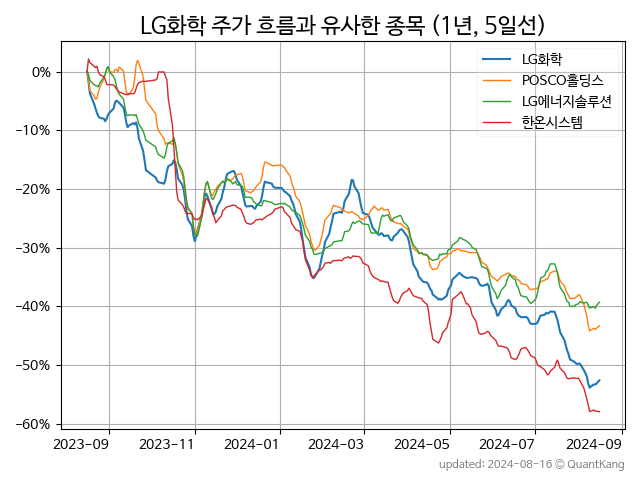 LG화학 주가 흐름과 유사한 종목 (1년, 5일선)
LG화학
POSCO홀딩스
LG에너지솔루션
한온시스템
0%
−10%
−20%
−30%
−40%
−50%
−60%
2023−09
2023−11
2024−01
2024−03
2024−05
2024−07
2024−09
updated: 2024-08-16 © QuantKang